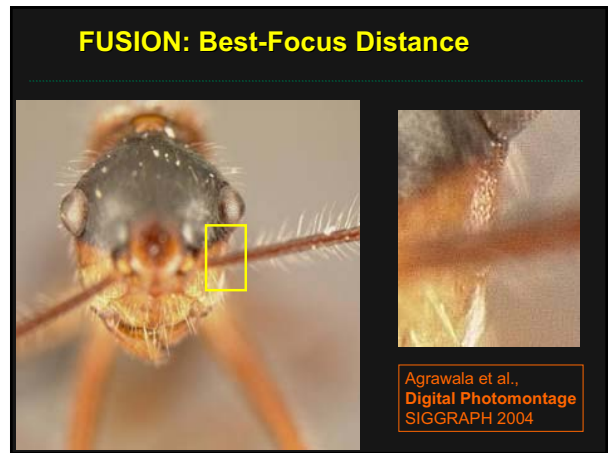 FUSION: Best-Focus Distance
Agrawala et al.,
Digital Photomontage
SIGGRAPH 2004